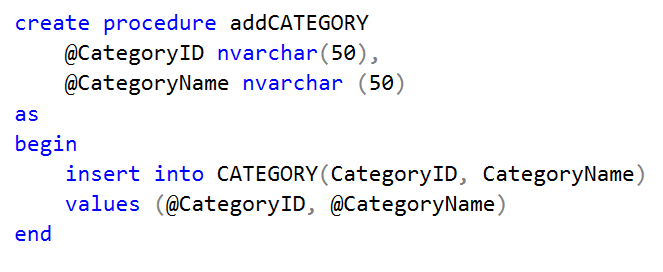 create procedure addCATEGORY
@CategoryID nvarchar(50),
@CategoryName nvarchar (50)
as
begin
insert into CATEGORY(CategoryID, CategoryName)
values (@CategoryID, @CategoryName)
end